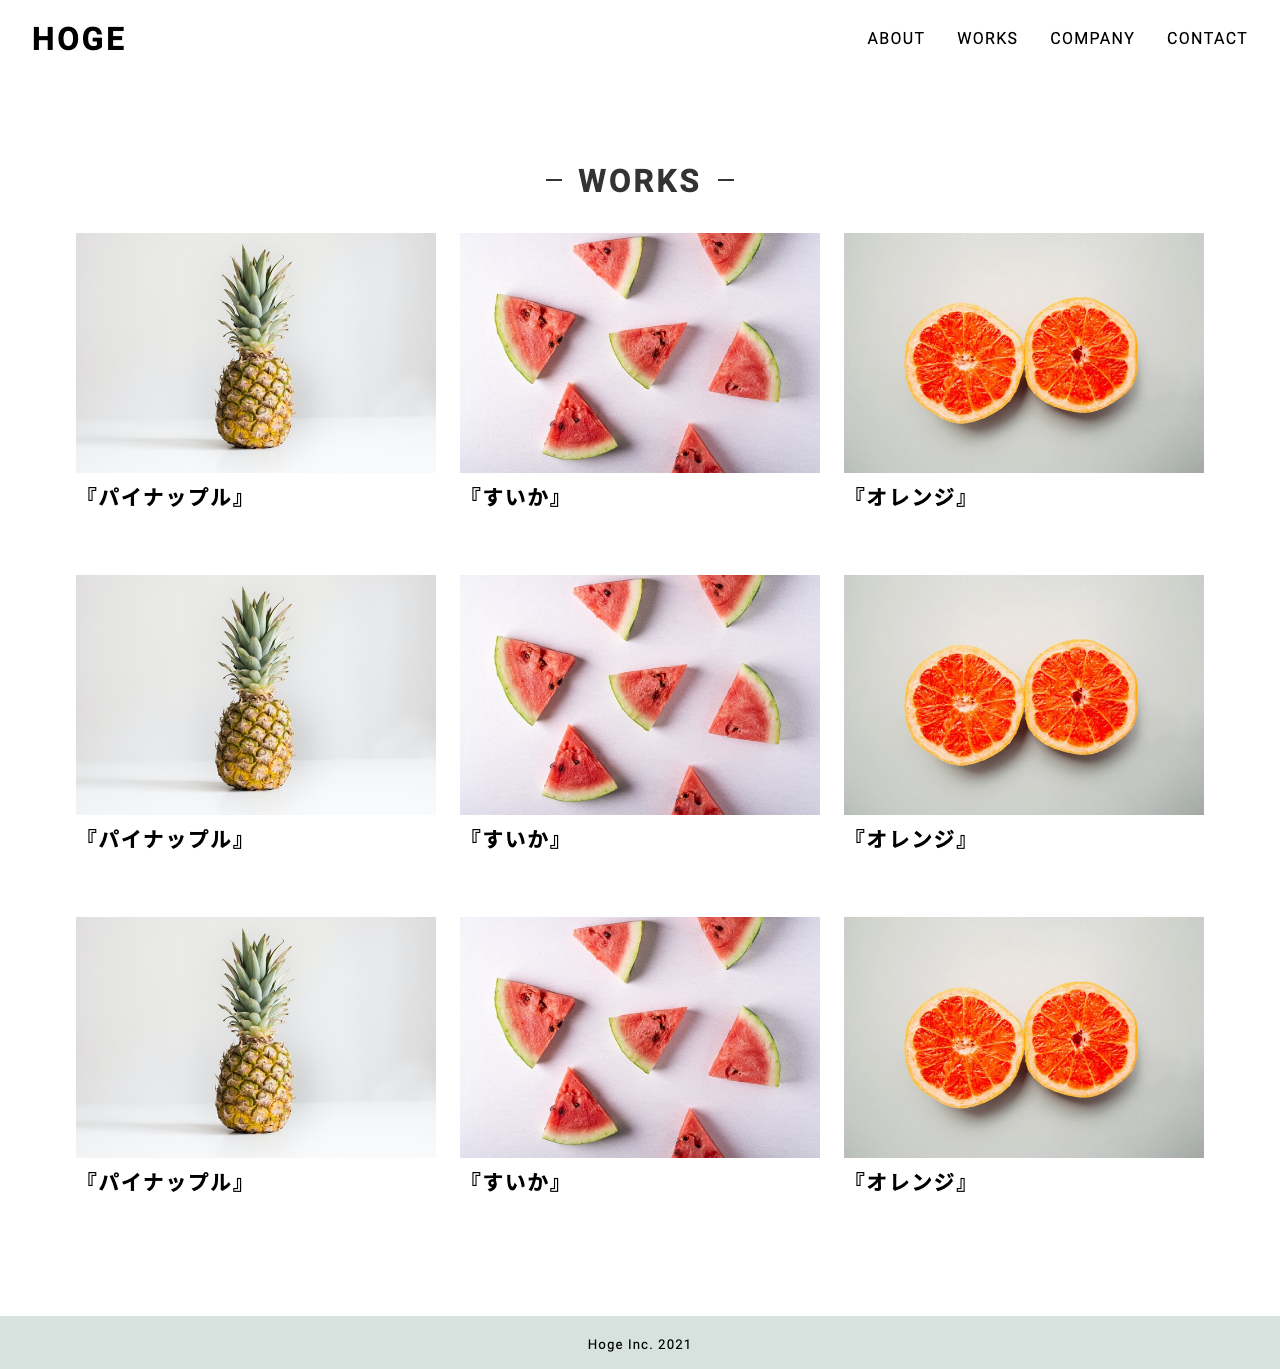 HOGE
ABOUT WORKS COMPANY CONTACT
WORKS
『パイナップル』 『すいか』 『オレンジ』
『パイナップル』 『すいか』 『オレンジ』
『パイナップル』 『すいか』 『オレンジ』
Hoge Inc. 2021